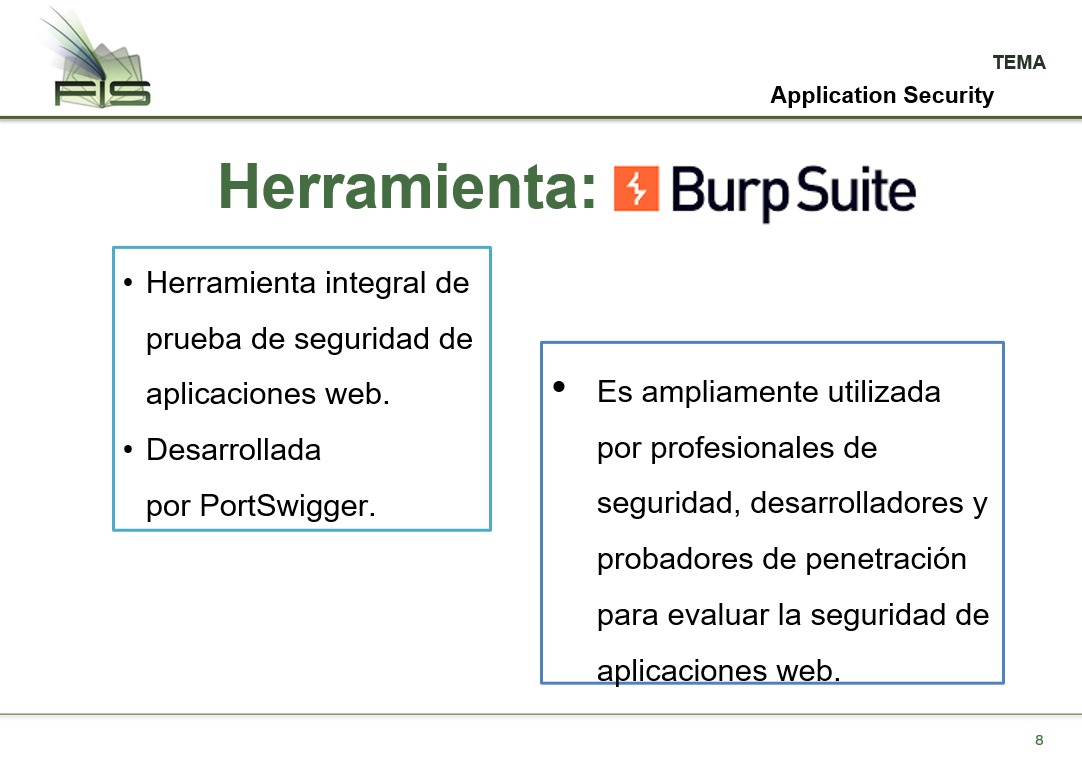 FIS
TEMA
Application Security
Herramienta: Burp Suite
• Herramienta integral de
prueba de seguridad de
aplicaciones web.
• Desarrollada
por PortSwigger.
• Es ampliamente utilizada
por profesionales de
seguridad, desarrolladores y
probadores de penetración
para evaluar la seguridad de
aplicaciones web.
8